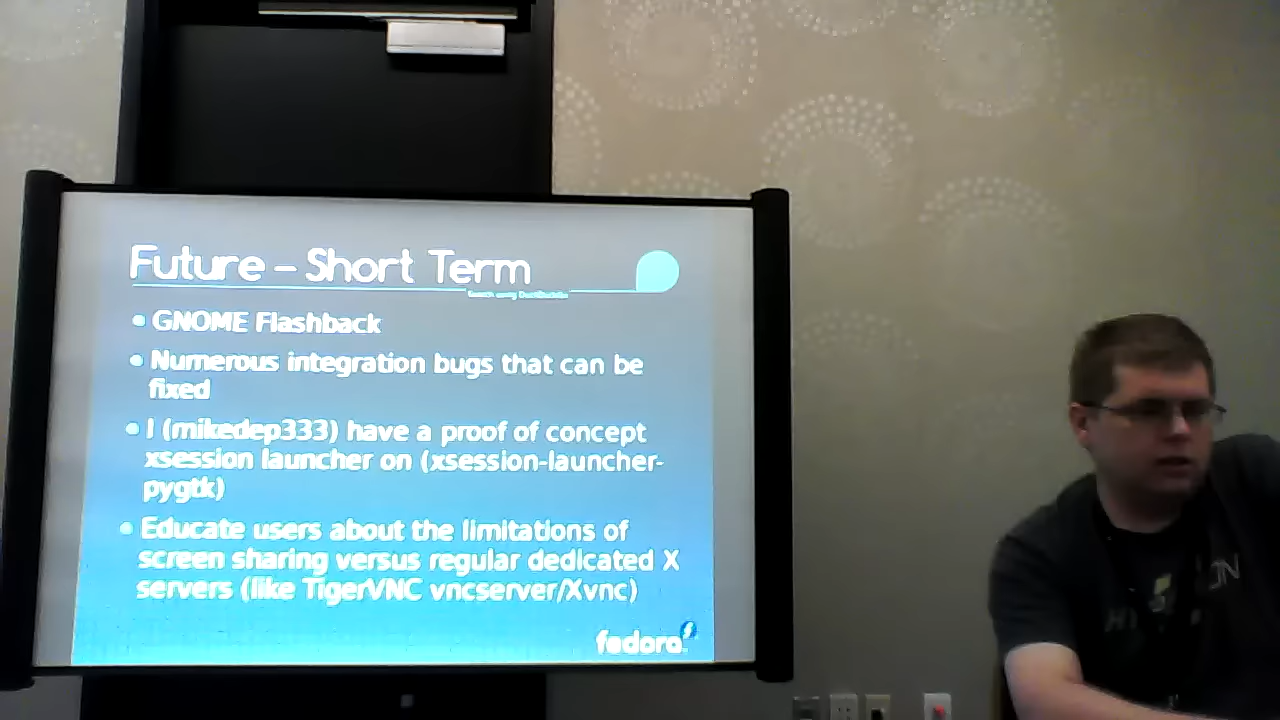 Future – Short Term
• GNOME Flashback
• Numerous integration bugs that can be
fixed
• I (mikedep333) have a proof of concept
xsession launcher on (xsession-launcher-
pygtk)
• Educate users about the limitations of
screen sharing versus regular dedicated X
servers (like TigerVNC vncserver/Xvnc)
fedora